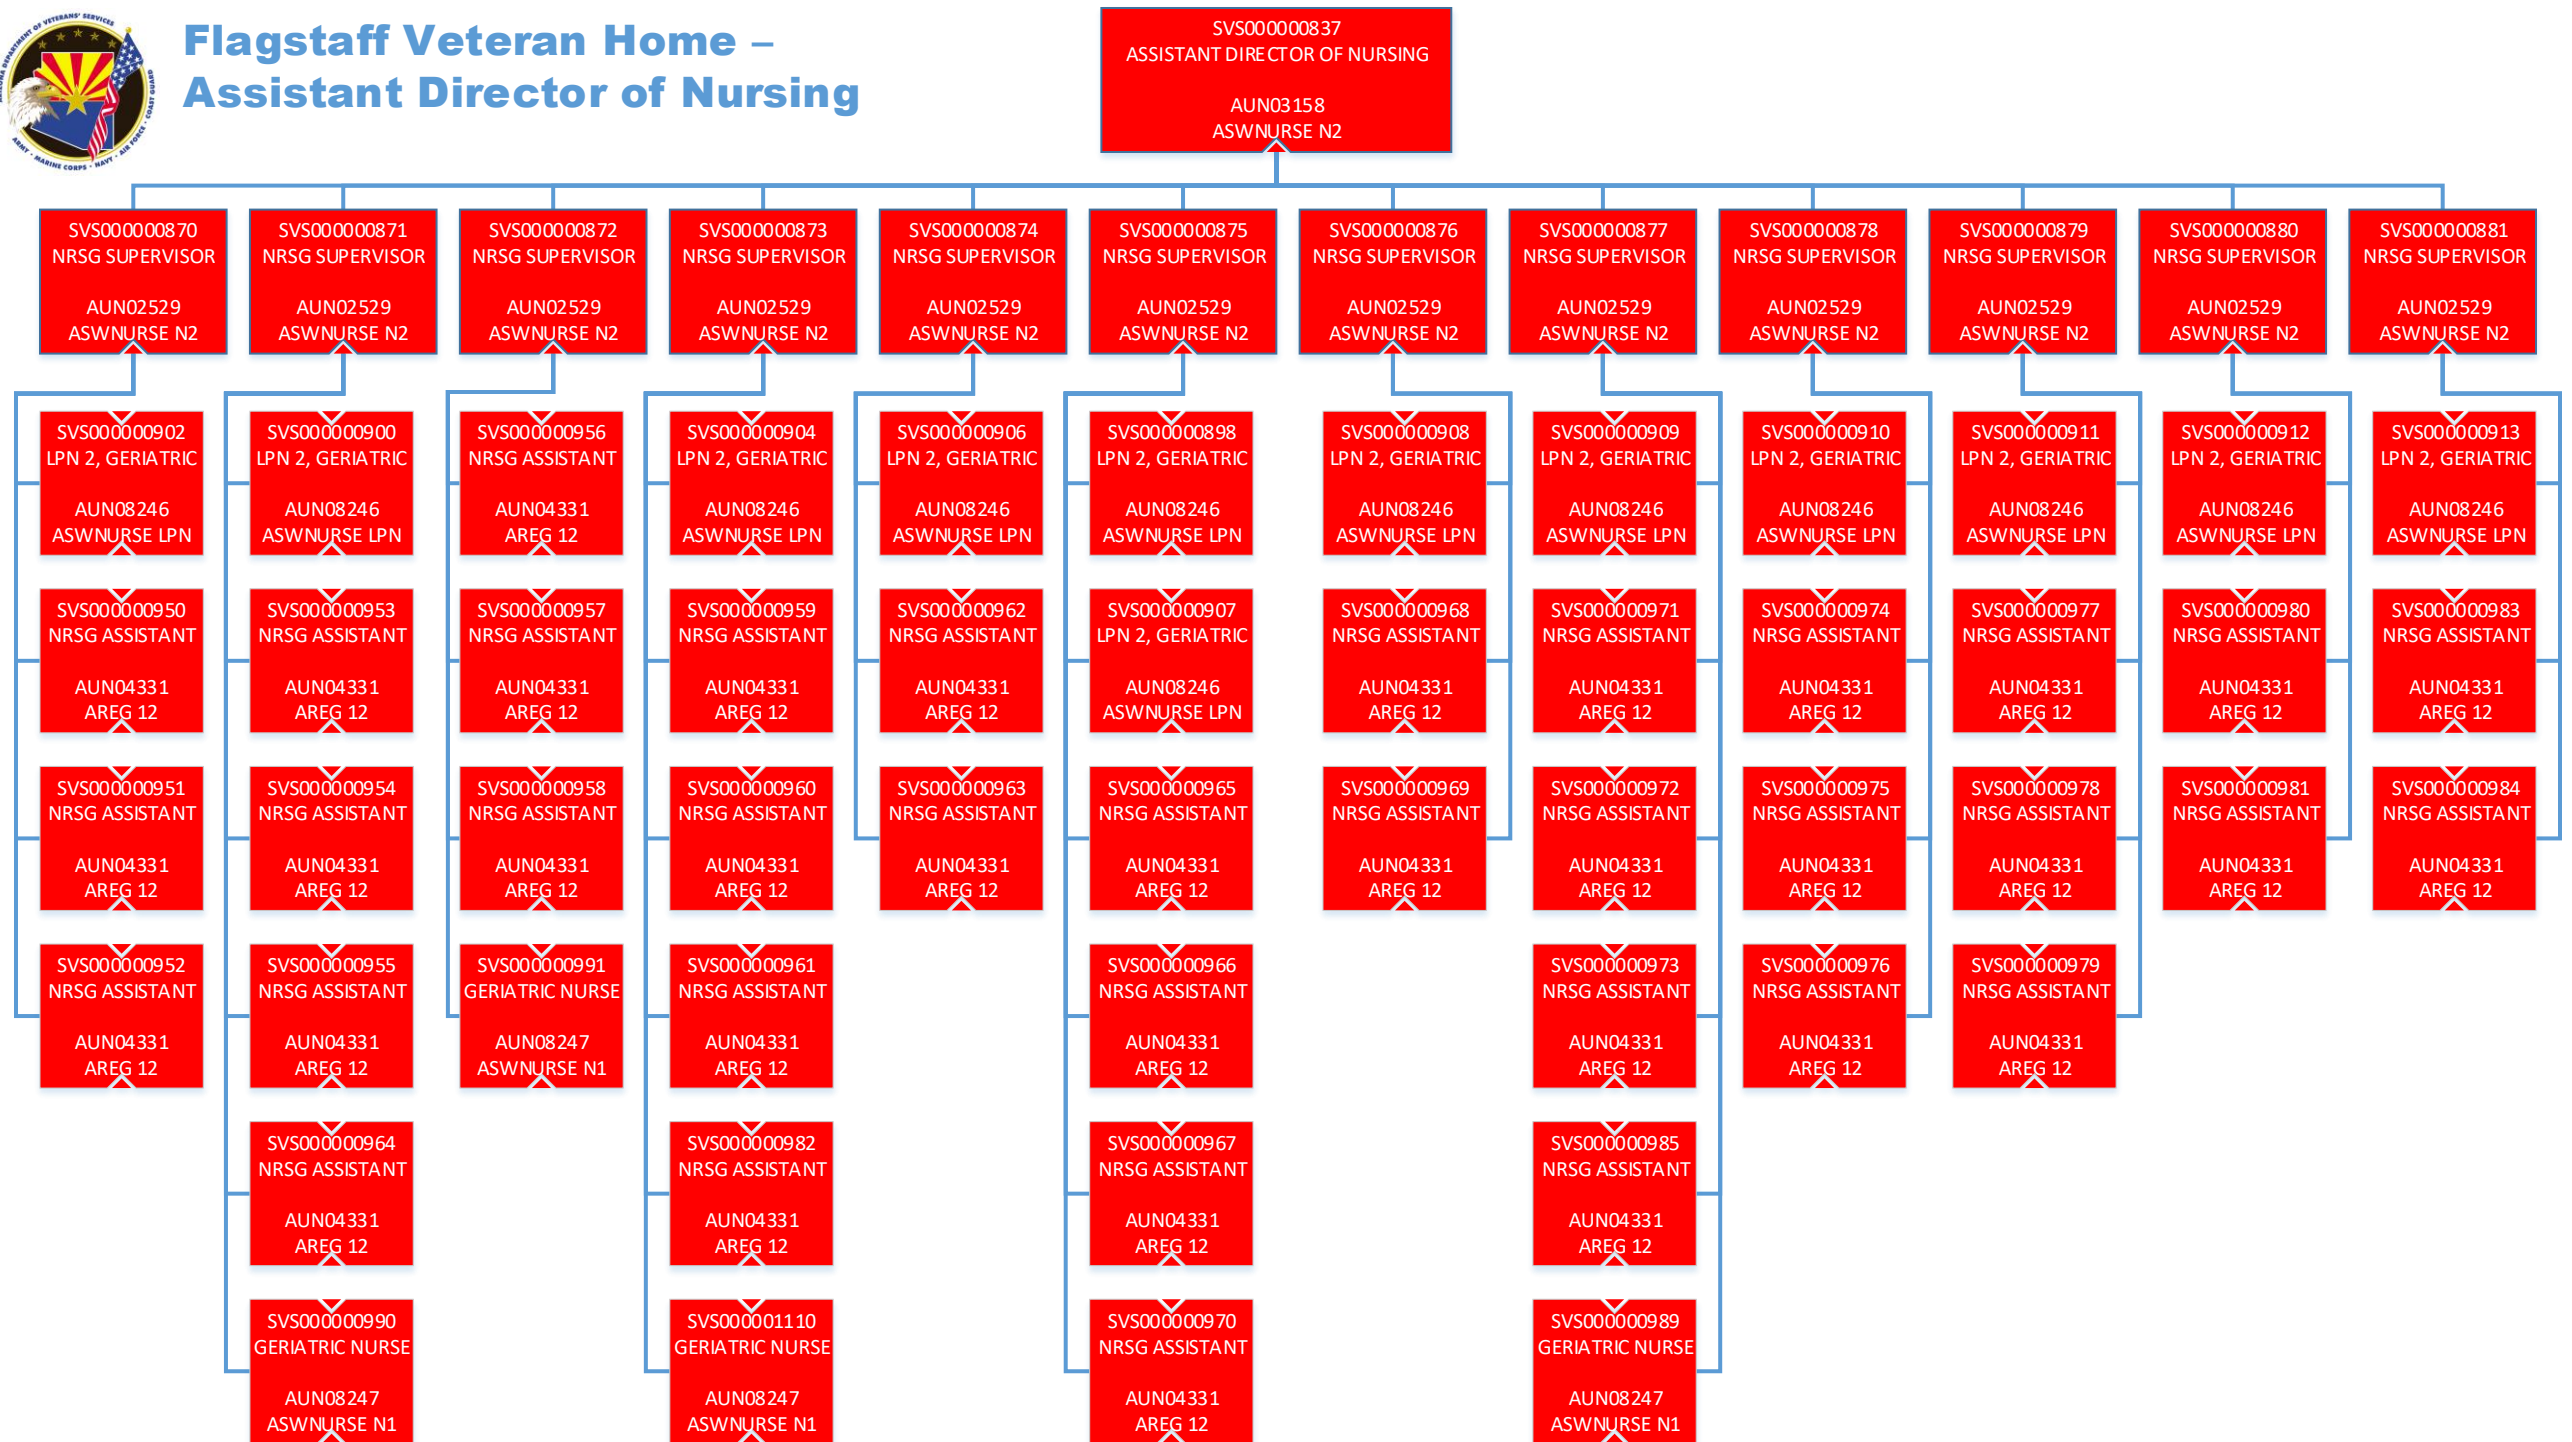 Flagstaff Veteran Home –
Assistant Director of Nursing
ARIZONA DEPARTMENT OF VETERANS' SERVICES
ARMY · MARINE CORPS · NAVY · AIR FORCE · COAST GUARD
SVS000000837
ASSISTANT DIRECTOR OF NURSING
AUN03158
ASWNURSE N2
SVS000000870
NRSG SUPERVISOR
AUN02529
ASWNURSE N2
SVS000000871
NRSG SUPERVISOR
AUN02529
ASWNURSE N2
SVS000000872
NRSG SUPERVISOR
AUN02529
ASWNURSE N2
SVS000000873
NRSG SUPERVISOR
AUN02529
ASWNURSE N2
SVS000000874
NRSG SUPERVISOR
AUN02529
ASWNURSE N2
SVS000000875
NRSG SUPERVISOR
AUN02529
ASWNURSE N2
SVS000000876
NRSG SUPERVISOR
AUN02529
ASWNURSE N2
SVS000000877
NRSG SUPERVISOR
AUN02529
ASWNURSE N2
SVS000000878
NRSG SUPERVISOR
AUN02529
ASWNURSE N2
SVS000000879
NRSG SUPERVISOR
AUN02529
ASWNURSE N2
SVS000000880
NRSG SUPERVISOR
AUN02529
ASWNURSE N2
SVS000000881
NRSG SUPERVISOR
AUN02529
ASWNURSE N2
SVS000000902
LPN 2, GERIATRIC
AUN08246
ASWNURSE LPN
SVS000000900
LPN 2, GERIATRIC
AUN08246
ASWNURSE LPN
SVS000000956
NRSG ASSISTANT
AUN04331
AREG 12
SVS000000904
LPN 2, GERIATRIC
AUN08246
ASWNURSE LPN
SVS000000906
LPN 2, GERIATRIC
AUN08246
ASWNURSE LPN
SVS000000898
LPN 2, GERIATRIC
AUN08246
ASWNURSE LPN
SVS000000908
LPN 2, GERIATRIC
AUN08246
ASWNURSE LPN
SVS000000909
LPN 2, GERIATRIC
AUN08246
ASWNURSE LPN
SVS000000910
LPN 2, GERIATRIC
AUN08246
ASWNURSE LPN
SVS000000911
LPN 2, GERIATRIC
AUN08246
ASWNURSE LPN
SVS000000912
LPN 2, GERIATRIC
AUN08246
ASWNURSE LPN
SVS000000913
LPN 2, GERIATRIC
AUN08246
ASWNURSE LPN
SVS000000950
NRSG ASSISTANT
AUN04331
AREG 12
SVS000000953
NRSG ASSISTANT
AUN04331
AREG 12
SVS000000957
NRSG ASSISTANT
AUN04331
AREG 12
SVS000000959
NRSG ASSISTANT
AUN04331
AREG 12
SVS000000962
NRSG ASSISTANT
AUN04331
AREG 12
SVS000000907
LPN 2, GERIATRIC
AUN08246
ASWNURSE LPN
SVS000000968
NRSG ASSISTANT
AUN04331
AREG 12
SVS000000971
NRSG ASSISTANT
AUN04331
AREG 12
SVS000000974
NRSG ASSISTANT
AUN04331
AREG 12
SVS000000977
NRSG ASSISTANT
AUN04331
AREG 12
SVS000000980
NRSG ASSISTANT
AUN04331
AREG 12
SVS000000983
NRSG ASSISTANT
AUN04331
AREG 12
SVS000000951
NRSG ASSISTANT
AUN04331
AREG 12
SVS000000954
NRSG ASSISTANT
AUN04331
AREG 12
SVS000000958
NRSG ASSISTANT
AUN04331
AREG 12
SVS000000960
NRSG ASSISTANT
AUN04331
AREG 12
SVS000000963
NRSG ASSISTANT
AUN04331
AREG 12
SVS000000965
NRSG ASSISTANT
AUN04331
AREG 12
SVS000000969
NRSG ASSISTANT
AUN04331
AREG 12
SVS000000972
NRSG ASSISTANT
AUN04331
AREG 12
SVS000000975
NRSG ASSISTANT
AUN04331
AREG 12
SVS000000978
NRSG ASSISTANT
AUN04331
AREG 12
SVS000000981
NRSG ASSISTANT
AUN04331
AREG 12
SVS000000984
NRSG ASSISTANT
AUN04331
AREG 12
SVS000000952
NRSG ASSISTANT
AUN04331
AREG 12
SVS000000955
NRSG ASSISTANT
AUN04331
AREG 12
SVS000000991
GERIATRIC NURSE
AUN08247
ASWNURSE N1
SVS000000961
NRSG ASSISTANT
AUN04331
AREG 12
SVS000000966
NRSG ASSISTANT
AUN04331
AREG 12
SVS000000973
NRSG ASSISTANT
AUN04331
AREG 12
SVS000000976
NRSG ASSISTANT
AUN04331
AREG 12
SVS000000979
NRSG ASSISTANT
AUN04331
AREG 12
SVS000000964
NRSG ASSISTANT
AUN04331
AREG 12
SVS000000982
NRSG ASSISTANT
AUN04331
AREG 12
SVS000000967
NRSG ASSISTANT
AUN04331
AREG 12
SVS000000985
NRSG ASSISTANT
AUN04331
AREG 12
SVS000000990
GERIATRIC NURSE
AUN08247
ASWNURSE N1
SVS000001110
GERIATRIC NURSE
AUN08247
ASWNURSE N1
SVS000000970
NRSG ASSISTANT
AUN04331
AREG 12
SVS000000989
GERIATRIC NURSE
AUN08247
ASWNURSE N1